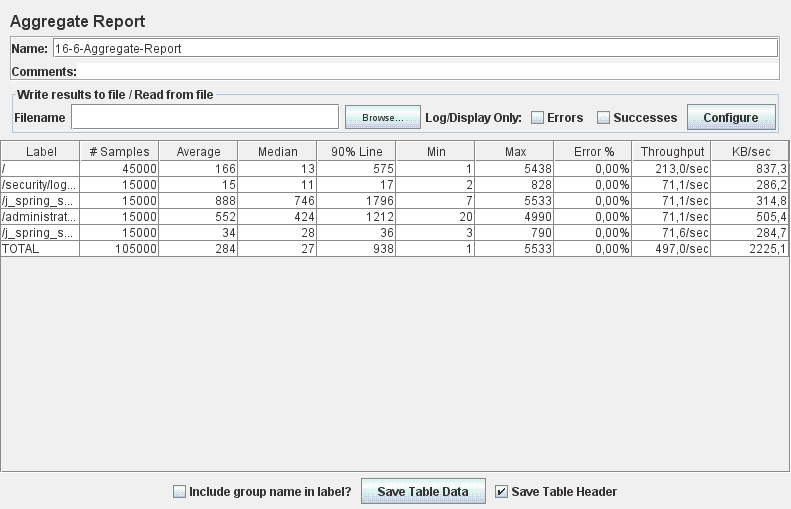 Aggregate Report
Name: 16-6-Aggregate-Report
Comments:
Write results to file / Read from file
Filename Browse... Log/Display Only: Errors Successes Configure
Label # Samples Average Median 90% Line Min Max Error % Throughput KB/sec
/ 45000 166 13 575 1 5438 0,00% 213,0/sec 837,3
/security/log... 15000 15 11 17 2 828 0,00% 71,1/sec 286,2
/j_spring_s... 15000 888 746 1796 7 5533 0,00% 71,1/sec 314,8
/administrat... 15000 552 424 1212 20 4990 0,00% 71,1/sec 505,4
/j_spring_s... 15000 34 28 36 3 790 0,00% 71,6/sec 284,7
TOTAL 105000 284 27 938 1 5533 0,00% 497,0/sec 2225,1
Include group name in label? Save Table Data Save Table Header